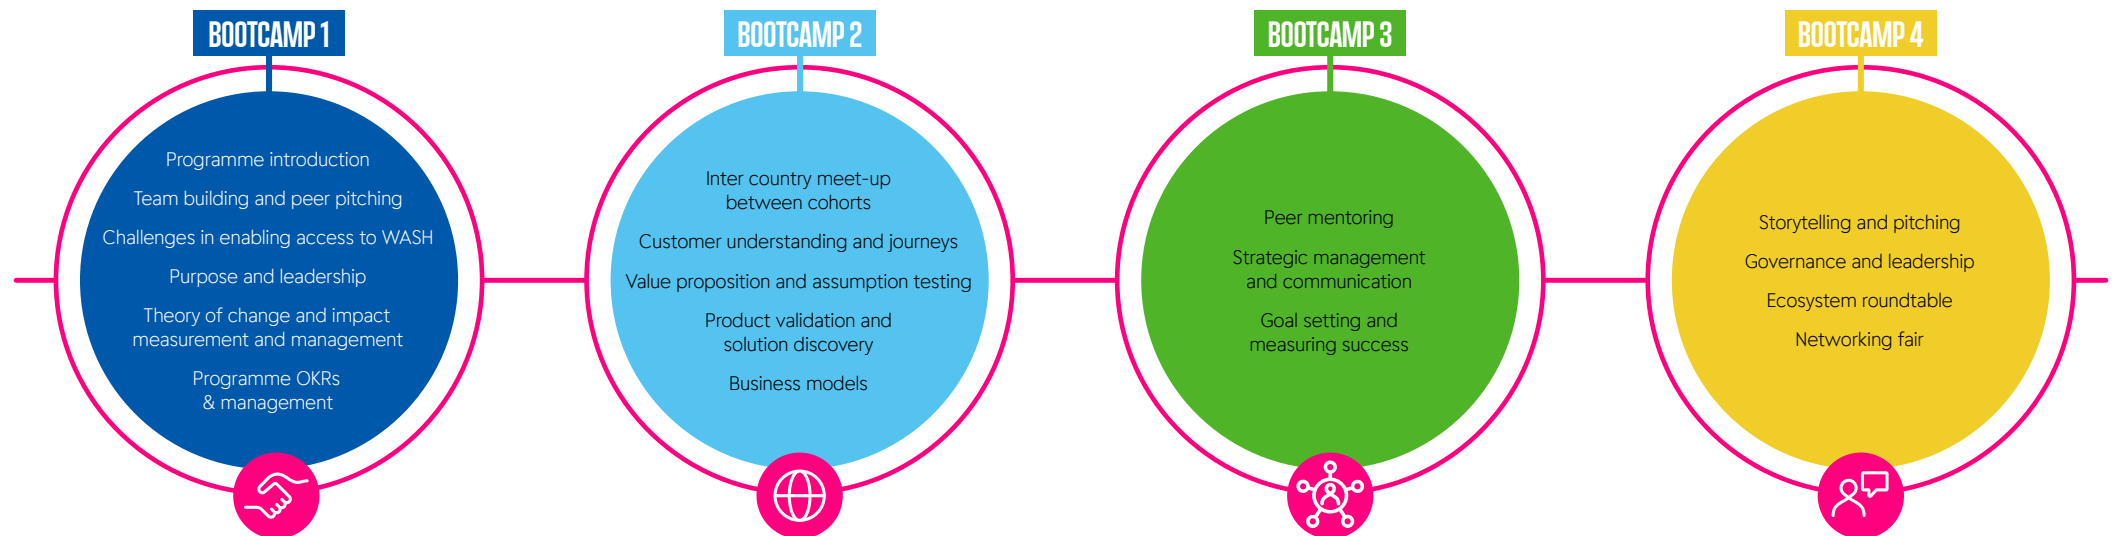 BOOTCAMP 1
Programme introduction
Team building and peer pitching
Challenges in enabling access to WASH
Purpose and leadership
Theory of change and impact
measurement and management
Programme OKRs
& management
BOOTCAMP 2
Inter country meet-up
between cohorts
Customer understanding and journeys
Value proposition and assumption testing
Product validation and
solution discovery
Business models
BOOTCAMP 3
Peer mentoring
Strategic management
and communication
Goal setting and
measuring success
BOOTCAMP 4
Storytelling and pitching
Governance and leadership
Ecosystem roundtable
Networking fair